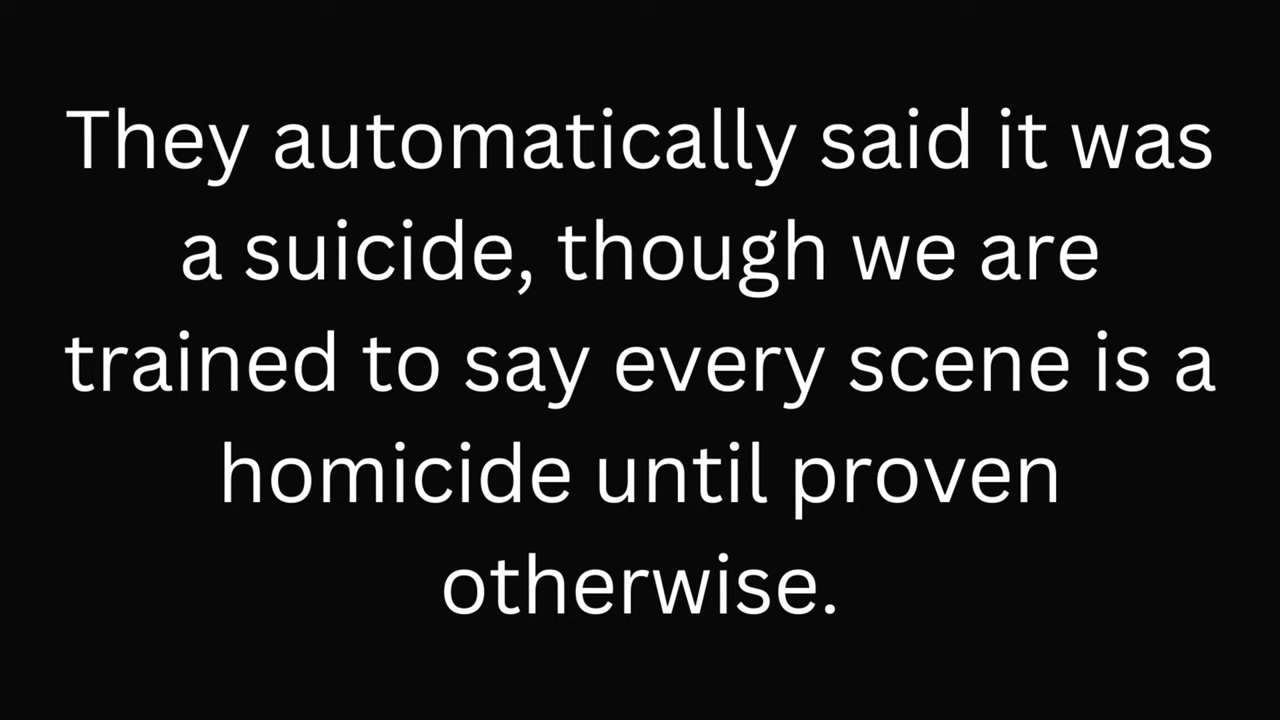 They automatically said it was
a suicide, though we are
trained to say every scene is a
homicide until proven
otherwise.